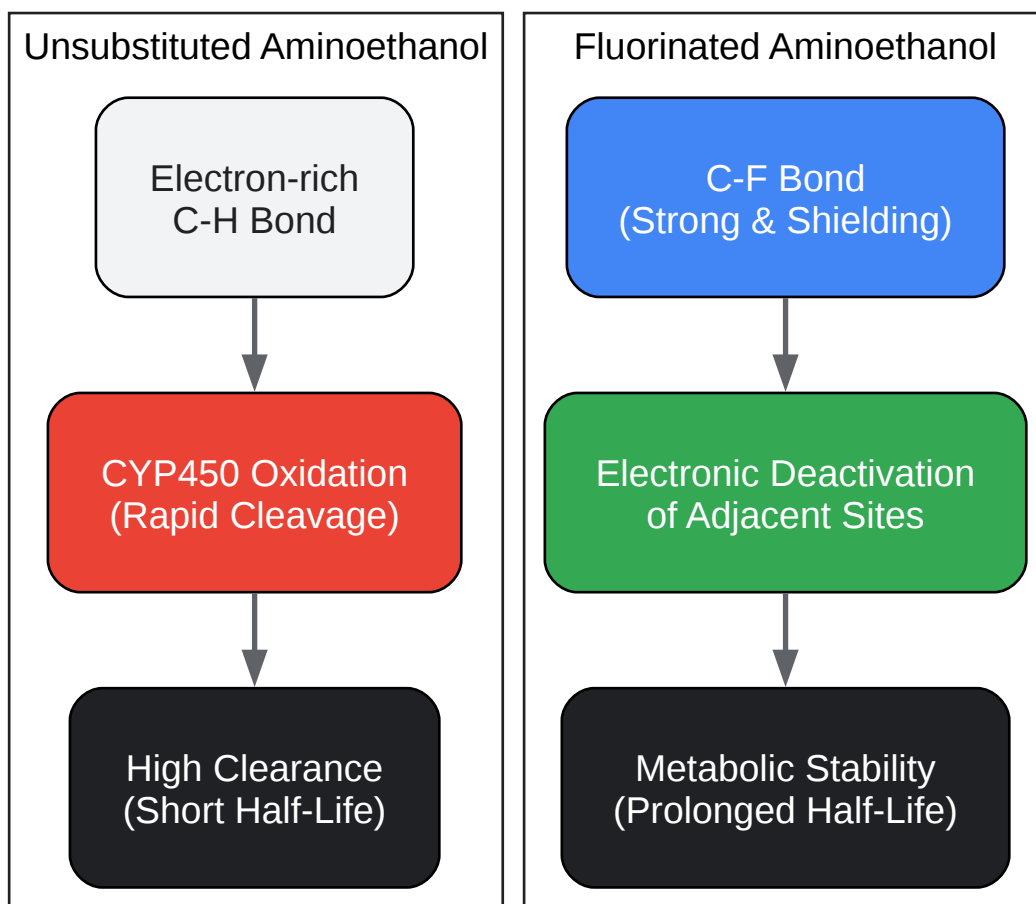 Unsubstituted Aminoethanol
Electron-rich
C-H Bond
CYP450 Oxidation
(Rapid Cleavage)
High Clearance
(Short Half-Life)
Fluorinated Aminoethanol
C-F Bond
(Strong & Shielding)
Electronic Deactivation
of Adjacent Sites
Metabolic Stability
(Prolonged Half-Life)